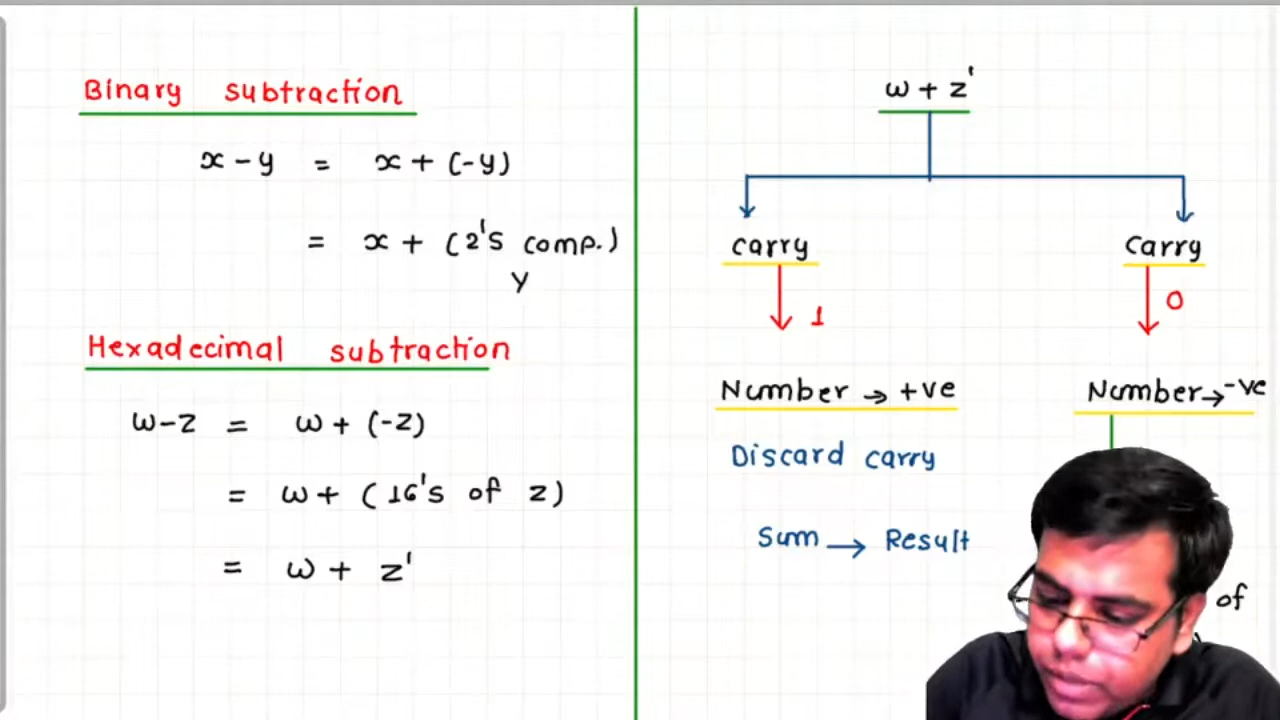 Binary subtraction
x - y = x + (-y)
= x + (2's comp.)
y
Hexadecimal subtraction
w - z = w + (-z)
= w + (16's of z)
= w + z'
w + z'
carry
carry
1
0
Number → +ve
Number → -ve
Discard carry
Sum → Result
of